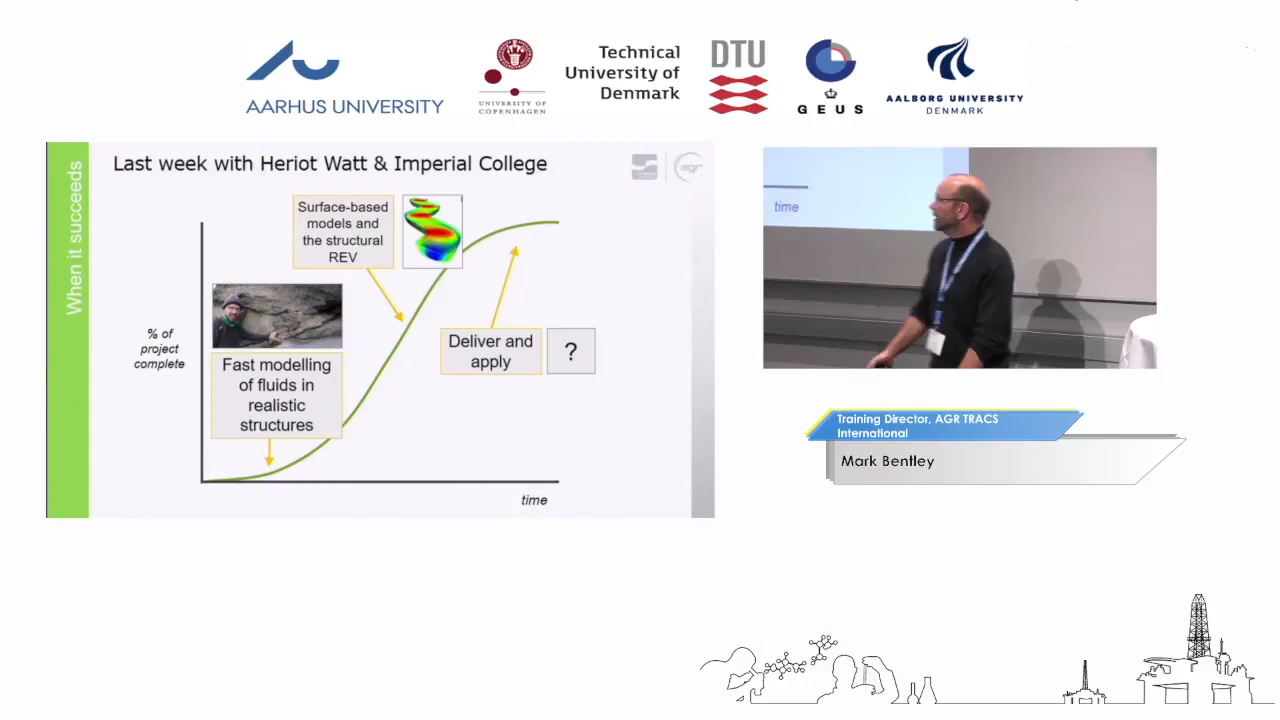 AARHUS UNIVERSITY
UNIVERSITY OF
COPENHAGEN
Technical
University of
Denmark
DTU
GEUS
AALBORG UNIVERSITY
DENMARK
When it succeeds
Last week with Heriot Watt & Imperial College
agr
Surface-based
models and
the structural
REV
% of
project
complete
Fast modelling
of fluids in
realistic
structures
Deliver and
apply
?
time
time
Training Director, AGR TRACS
International
Mark Bentley